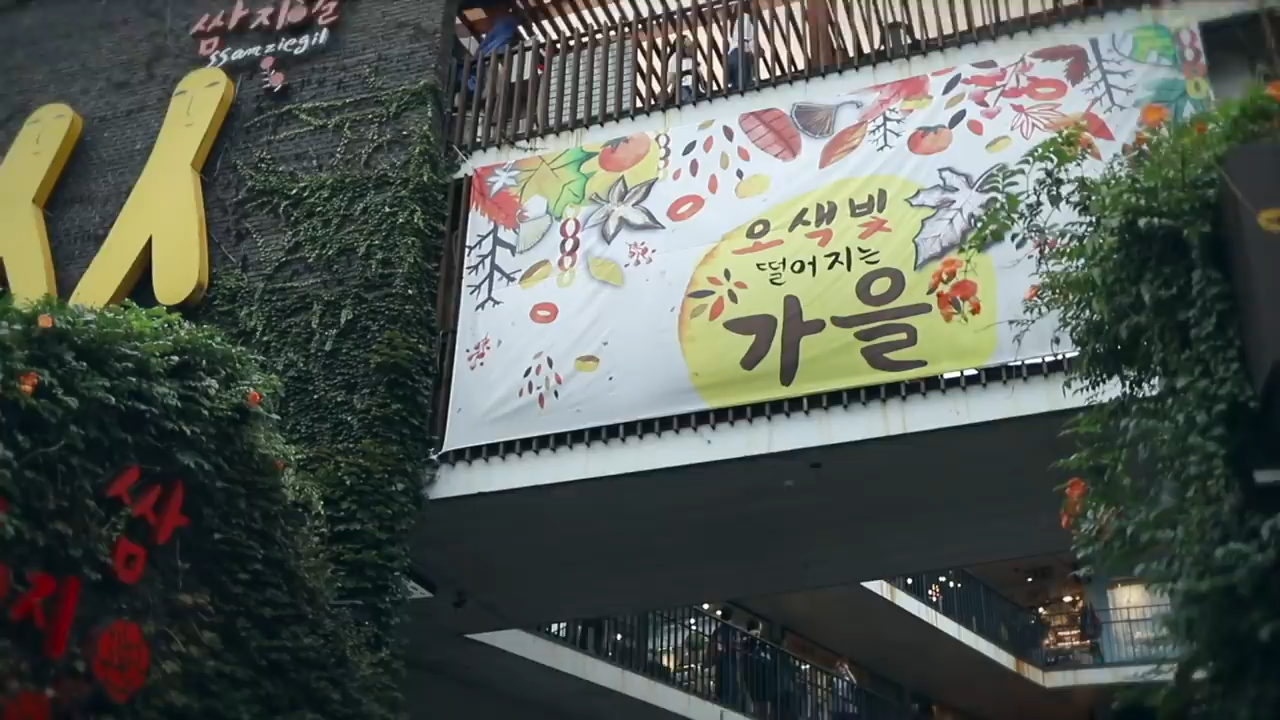 쌈지길
ssamziegil
오색빛
떨어지는
가을
쌈
지